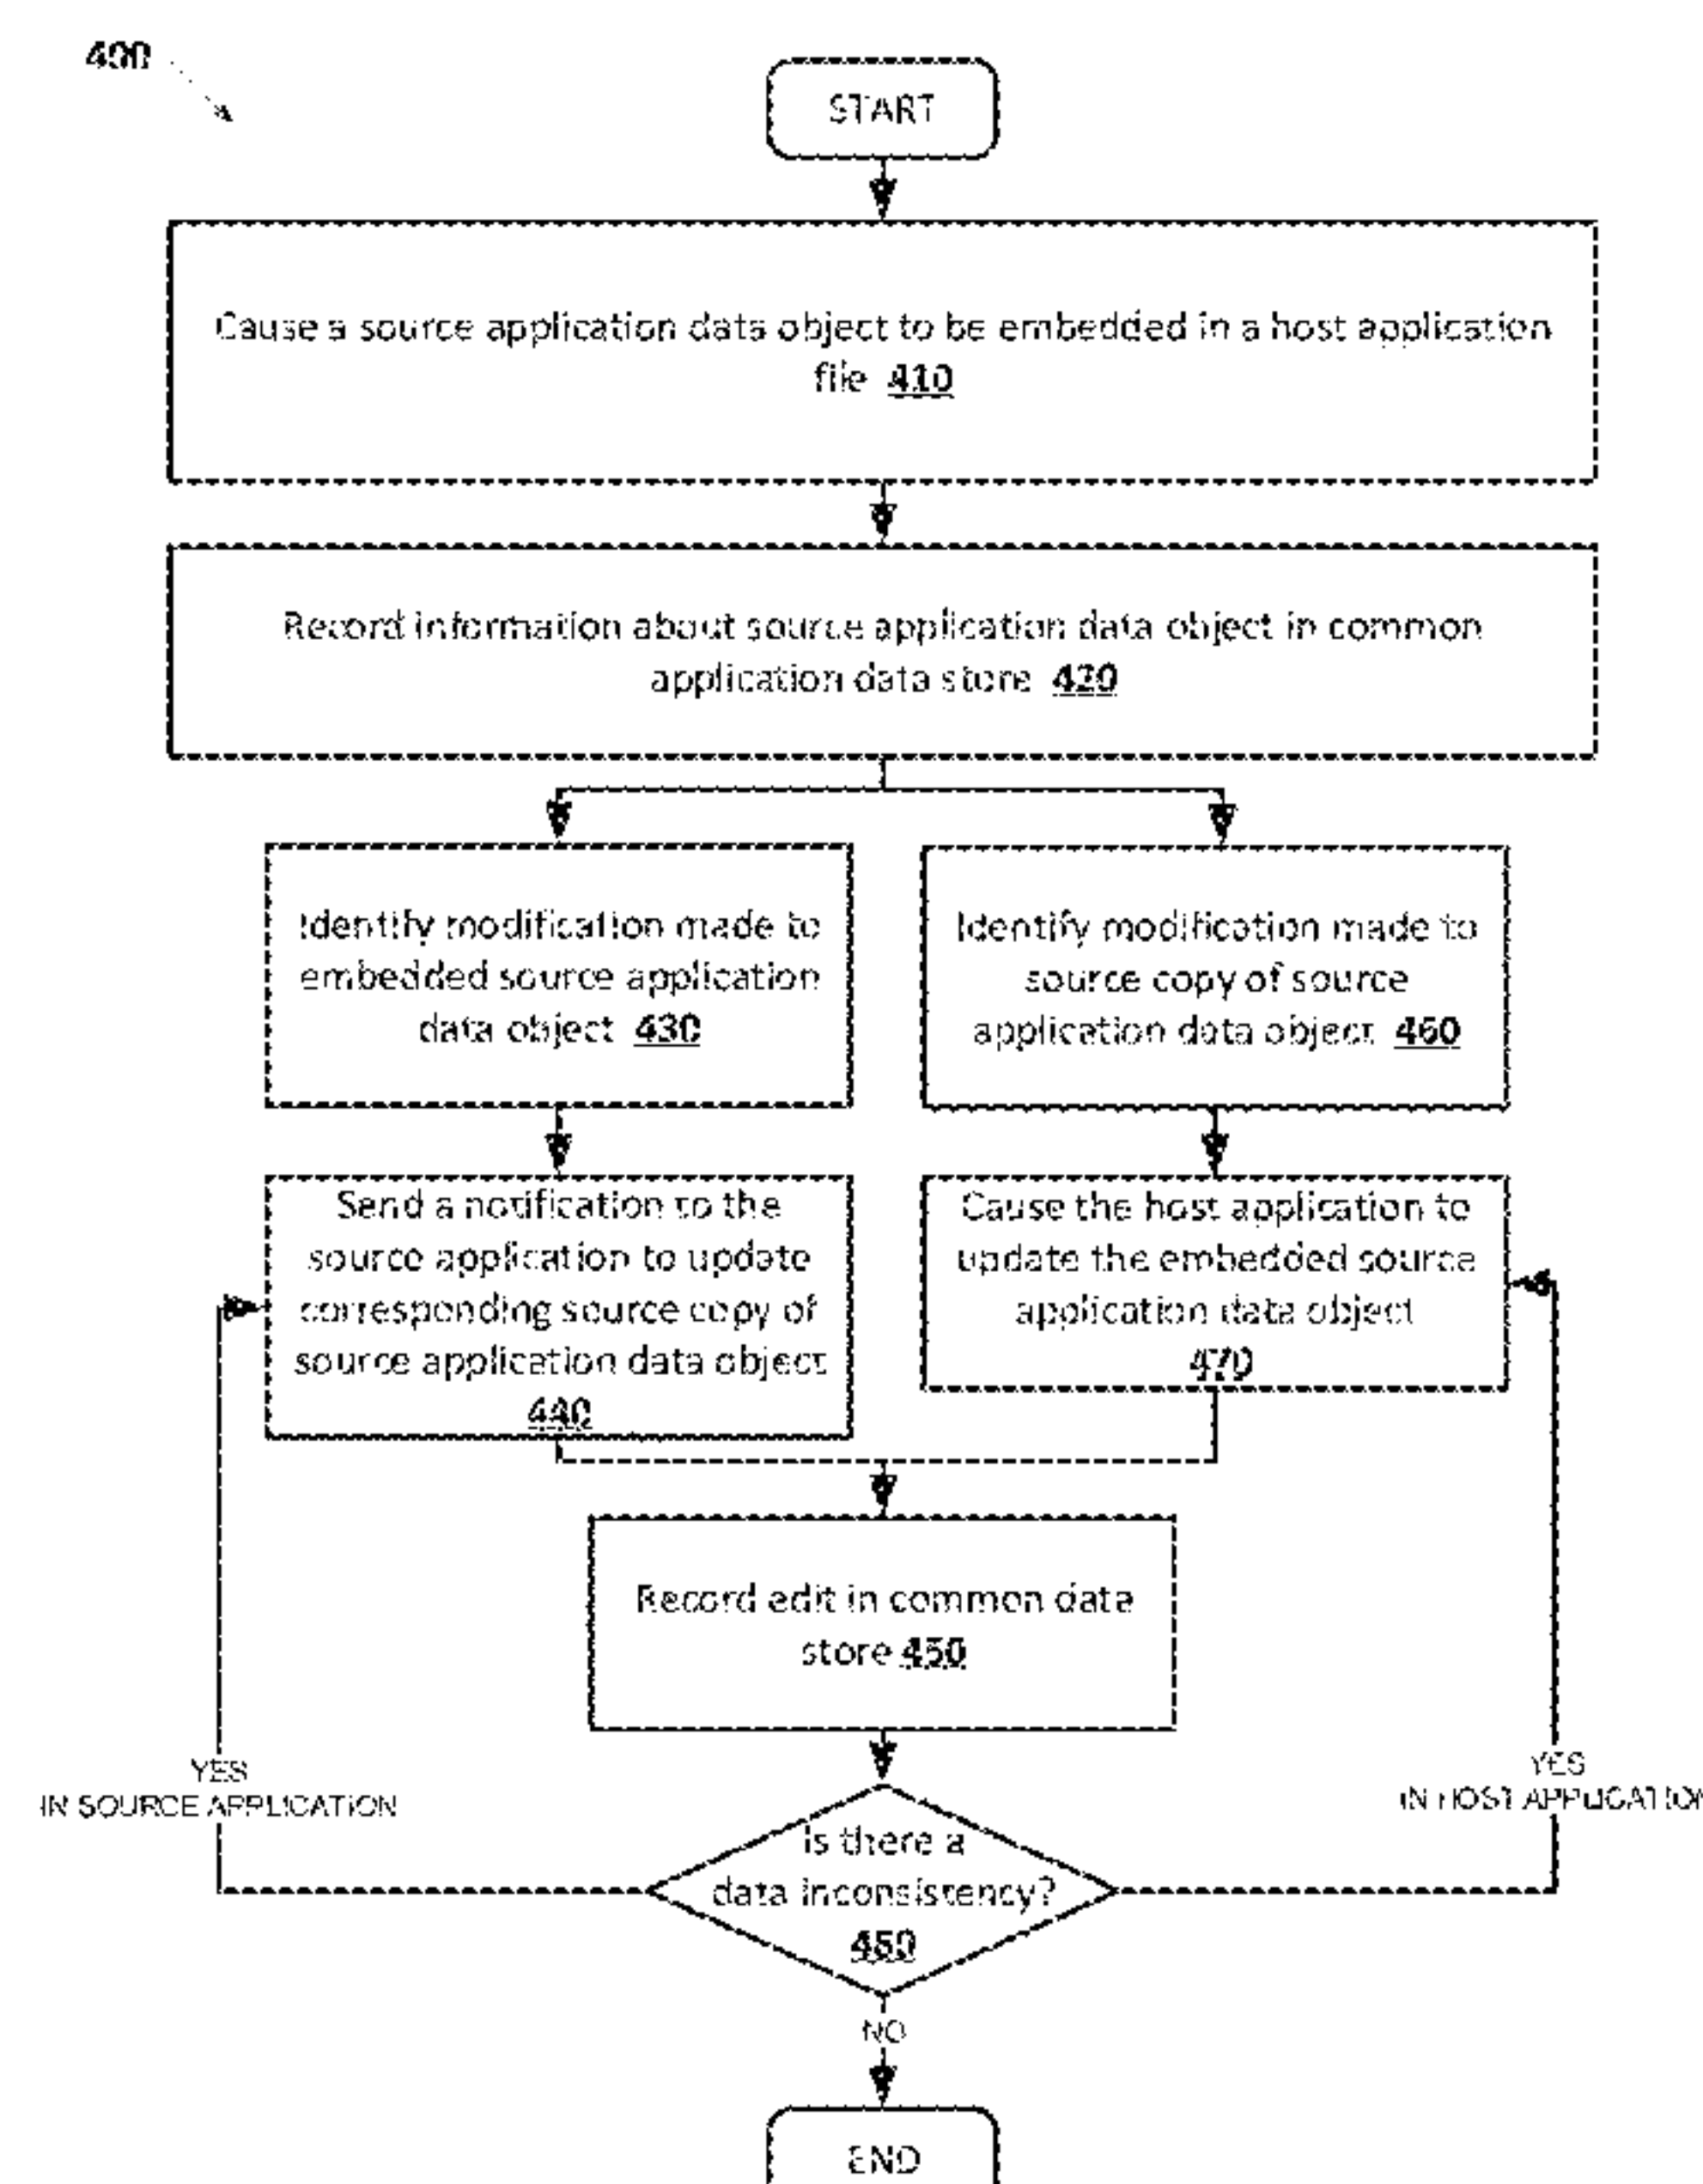 400
START
Cause a source application data object to be embedded in a host application
file 410
Record information about source application data object in common
application data store 420
Identify modification made to
embedded source application
data object 430
Identify modification made to
source copy of source
application data object 460
Send a notification to the
source application to update
corresponding source copy of
source application data object
440
Cause the host application to
update the embedded source
application data object
470
Record edit in common data
store 450
YES
IN SOURCE APPLICATION
YES
IN HOST APPLICATION
Is there a
data inconsistency?
480
NO
END